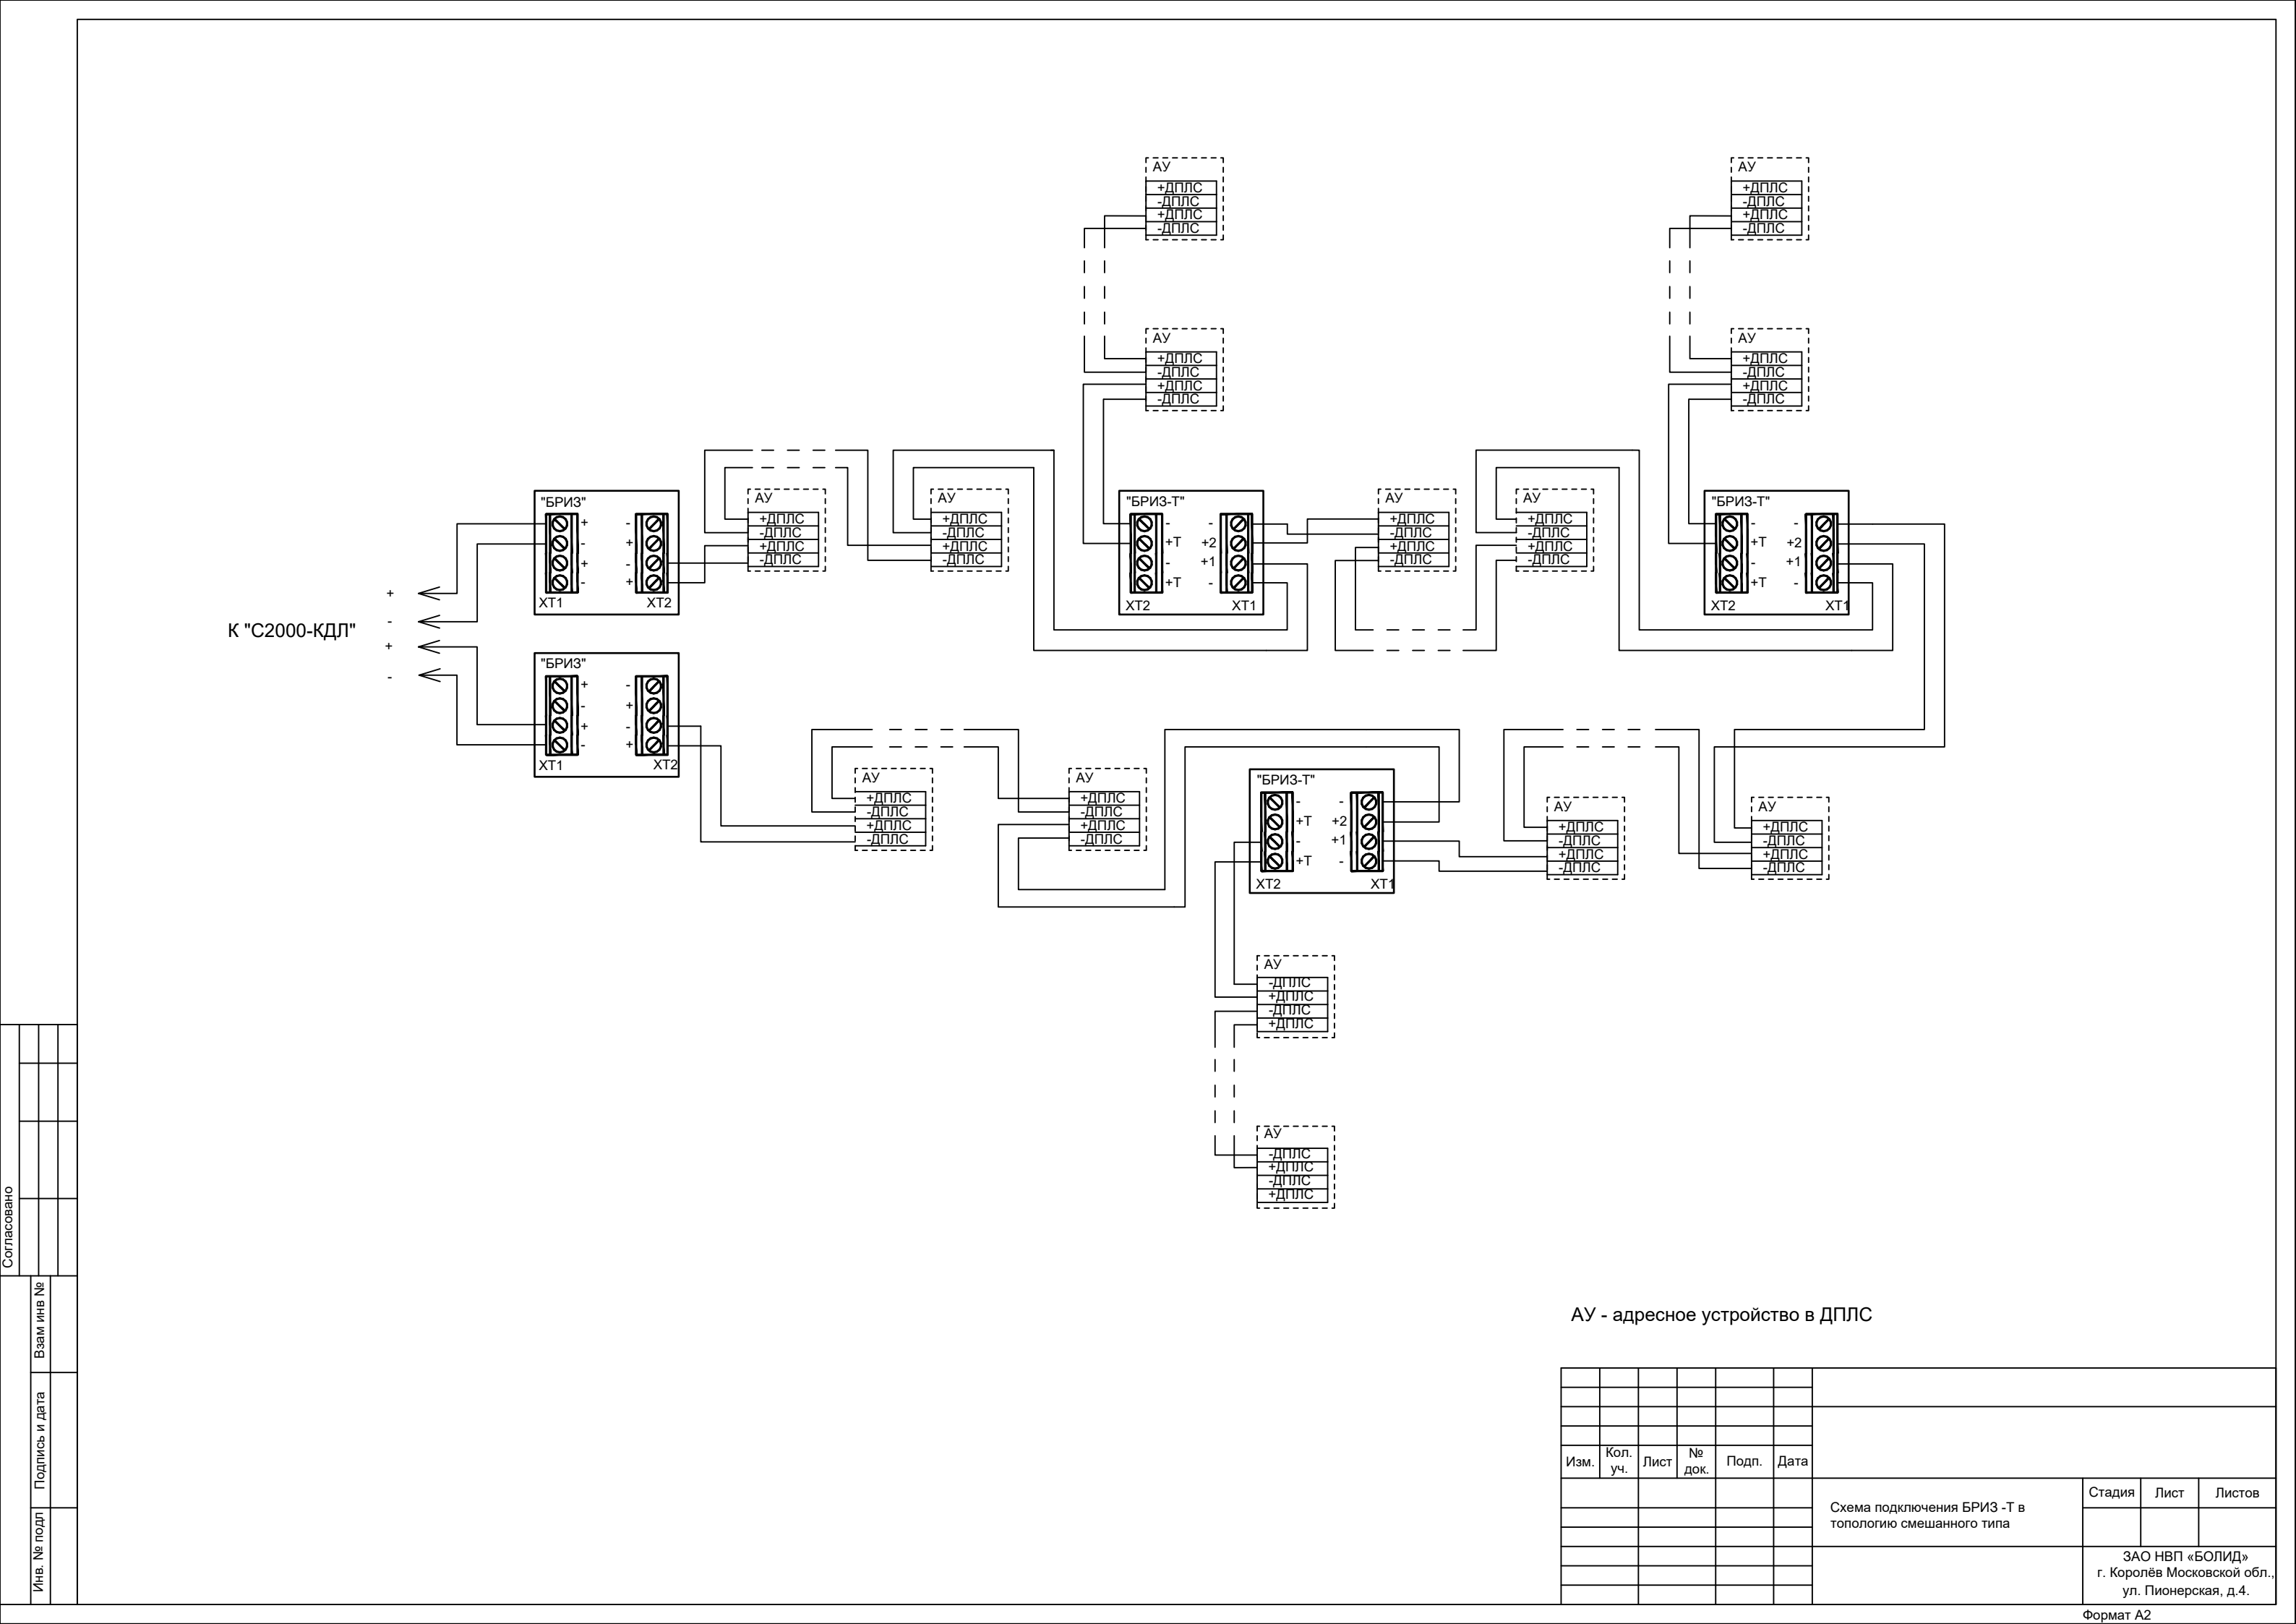 АУ
+ДПЛС
-ДПЛС
+ДПЛС
-ДПЛС
АУ
+ДПЛС
-ДПЛС
+ДПЛС
-ДПЛС
АУ
+ДПЛС
-ДПЛС
+ДПЛС
-ДПЛС
АУ
+ДПЛС
-ДПЛС
+ДПЛС
-ДПЛС
"БРИЗ"
+ -
- +
+ -
- +
XT1 XT2
АУ
+ДПЛС
-ДПЛС
+ДПЛС
-ДПЛС
АУ
+ДПЛС
-ДПЛС
+ДПЛС
-ДПЛС
"БРИЗ-Т"
- -
+Т +2
- +1
+Т -
XT2 XT1
АУ
+ДПЛС
-ДПЛС
+ДПЛС
-ДПЛС
АУ
+ДПЛС
-ДПЛС
+ДПЛС
-ДПЛС
"БРИЗ-Т"
- -
+Т +2
- +1
+Т -
XT2 XT1
+
-
К "С2000-КДЛ"
+
-
"БРИЗ"
+ -
- +
+ -
- +
XT1 XT2
АУ
+ДПЛС
-ДПЛС
+ДПЛС
-ДПЛС
АУ
+ДПЛС
-ДПЛС
+ДПЛС
-ДПЛС
"БРИЗ-Т"
- -
+Т +2
- +1
+Т -
XT2 XT1
АУ
+ДПЛС
-ДПЛС
+ДПЛС
-ДПЛС
АУ
+ДПЛС
-ДПЛС
+ДПЛС
-ДПЛС
АУ
-ДПЛС
+ДПЛС
-ДПЛС
+ДПЛС
АУ
-ДПЛС
+ДПЛС
-ДПЛС
+ДПЛС
АУ - адресное устройство в ДПЛС
Согласовано
Взам инв №
Подпись и дата
Инв. № подл
Изм.
Кол.
уч.
Лист
№
док.
Подп.
Дата
Схема подключения БРИЗ -Т в
топологию смешанного типа
Стадия
Лист
Листов
ЗАО НВП «БОЛИД»
г. Королёв Московской обл.,
ул. Пионерская, д.4.
Формат А2